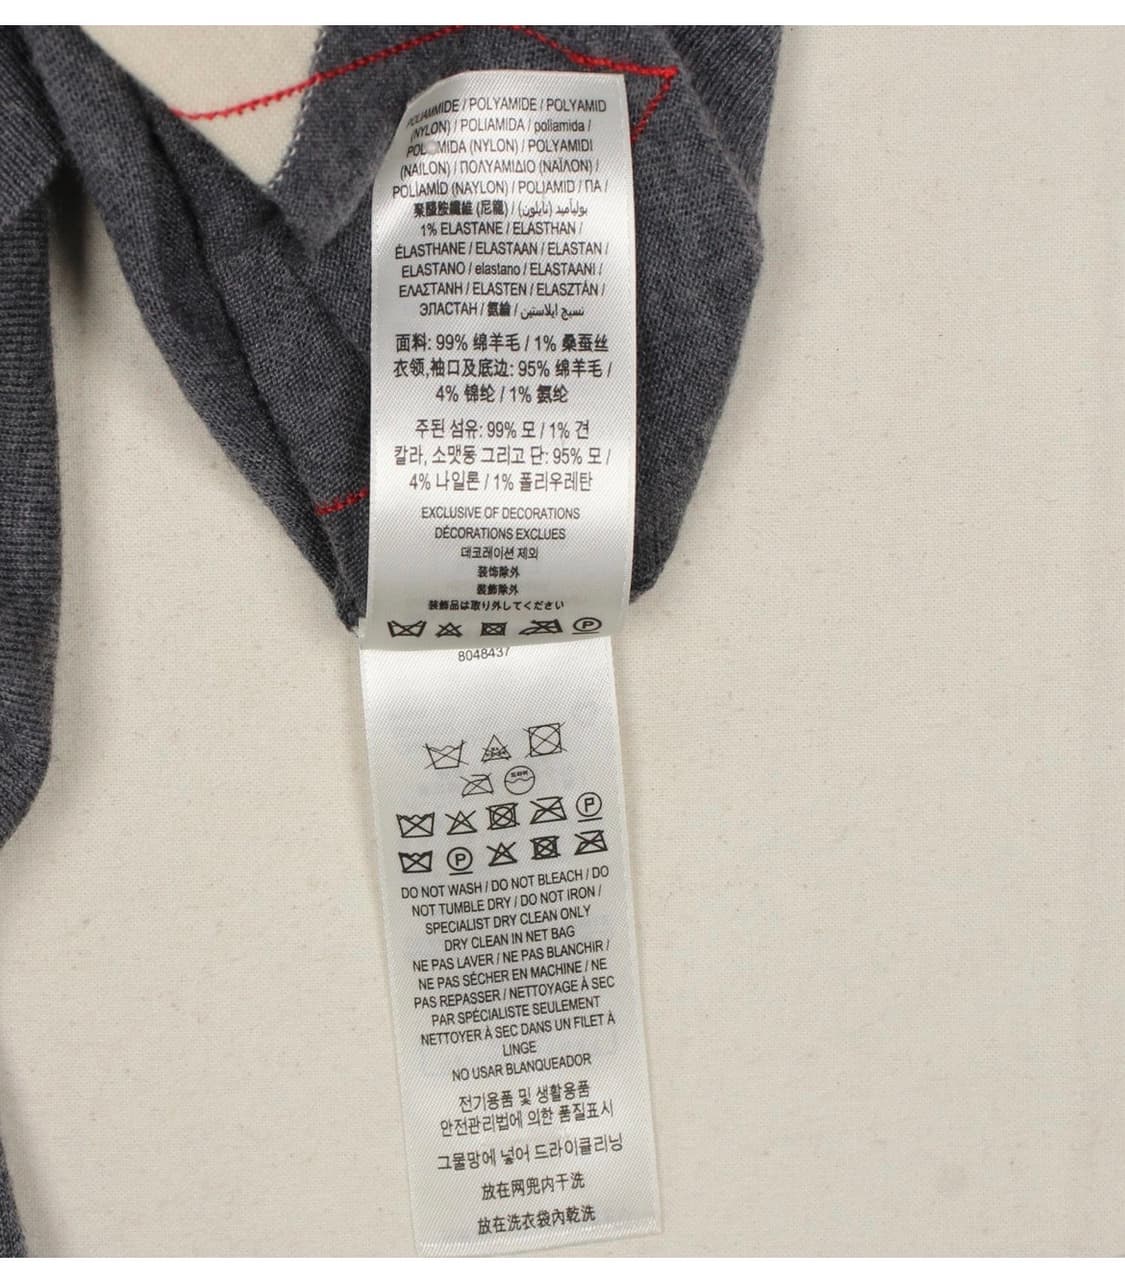 POLIAMMIDE / POLYAMIDE / POLYAMID
(NYLON) / POLIAMIDA / poliamida /
POLIAMIDA (NYLON) / POLYAMIDI
(NAILON) / ΠΟΛΥΑΜΙΔΙΟ (ΝΑΪΛΟΝ) /
POLİAMİD (NAYLON) / POLIAMID / ПА /
聚醯胺纖維 (尼龍) / بولياميد (نايلون) /
1% ELASTANE / ELASTHAN /
ÉLASTHANE / ELASTAAN / ELASTAN /
ELASTANO / elastano / ELASTAANI /
ΕΛΑΣΤΑΝΗ / ELASTEN / ELASZTÁN /
ЭЛАСТАН / 氨綸 / نسيج ايلاستين
面料: 99% 绵羊毛 / 1% 桑蚕丝
衣领,袖口及底边: 95% 绵羊毛 /
4% 锦纶 / 1% 氨纶
주된 섬유: 99% 모 / 1% 견
칼라, 소맷동 그리고 단: 95% 모 /
4% 나일론 / 1% 폴리우레탄
EXCLUSIVE OF DECORATIONS
DÉCORATIONS EXCLUES
데코레이션 제외
装饰除外
裝飾除外
装飾品は取り外してください
P
8048437
드라이
P
P
DO NOT WASH / DO NOT BLEACH / DO
NOT TUMBLE DRY / DO NOT IRON /
SPECIALIST DRY CLEAN ONLY
DRY CLEAN IN NET BAG
NE PAS LAVER / NE PAS BLANCHIR /
NE PAS SÉCHER EN MACHINE / NE
PAS REPASSER / NETTOYAGE À SEC
PAR SPÉCIALISTE SEULEMENT
NETTOYER À SEC DANS UN FILET À
LINGE
NO USAR BLANQUEADOR
전기용품 및 생활용품
안전관리법에 의한 품질표시
그물망에 넣어 드라이클리닝
放在网兜内干洗
放在洗衣袋內乾洗